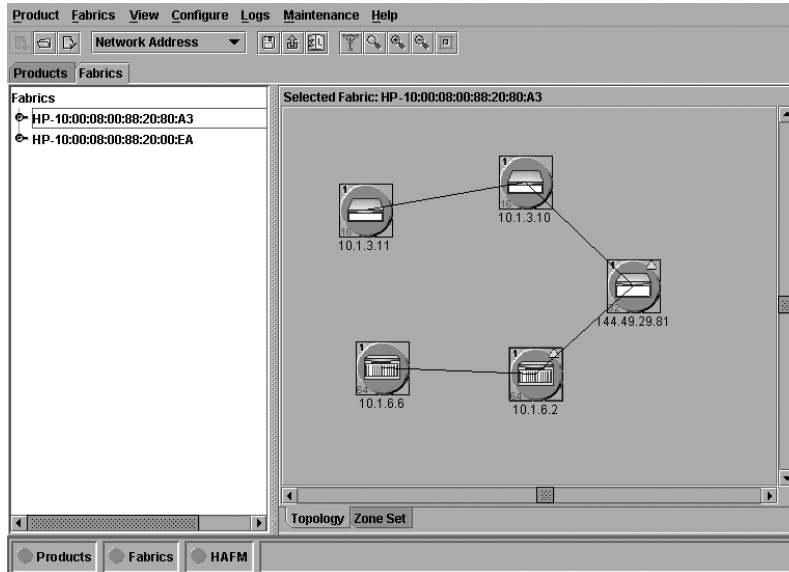 Product Fabrics View Configure Logs Maintenance Help
Network Address
Products Fabrics
Fabrics
HP-10:00:08:00:88:20:80:A3
HP-10:00:08:00:88:20:00:EA
Selected Fabric: HP-10:00:08:00:88:20:80:A3
1
16
10.1.3.11
1
16
10.1.3.10
1
32
144.49.29.81
1
64
10.1.6.6
1
64
10.1.6.2
Topology Zone Set
Products Fabrics HAFM